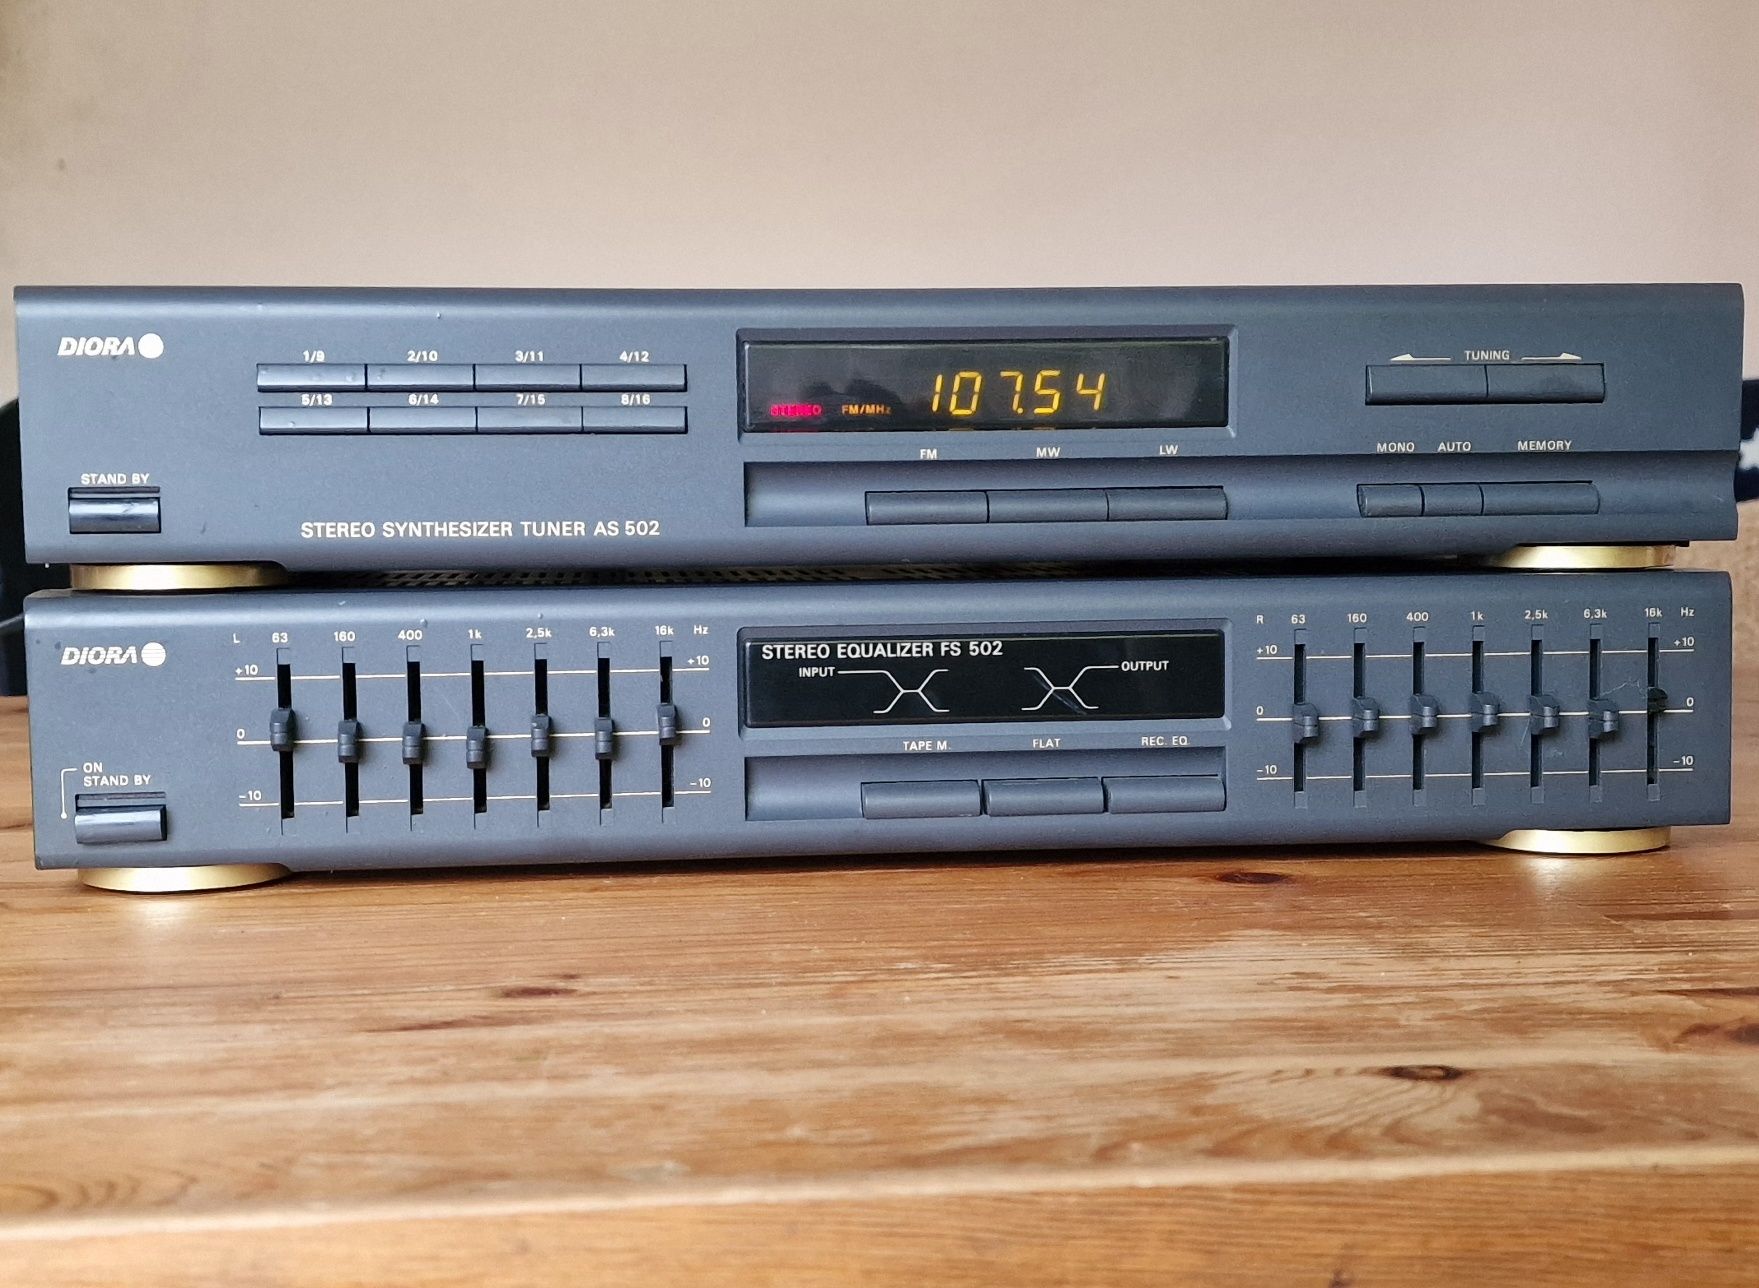 DIORA
1/9 2/10 3/11 4/12
5/13 6/14 7/15 8/16
STAND BY
STEREO SYNTHESIZER TUNER AS 502
STEREO FM/MHz 107.54
FM MW LW
TUNING
MONO AUTO MEMORY
DIORA
ON
STAND BY
L 63 160 400 1k 2,5k 6,3k 16k Hz
+10 +10
0 0
-10 -10
STEREO EQUALIZER FS 502
INPUT OUTPUT
TAPE M. FLAT REC. EQ.
R 63 160 400 1k 2,5k 6,3k 16k Hz
+10 +10
0 0
-10 -10